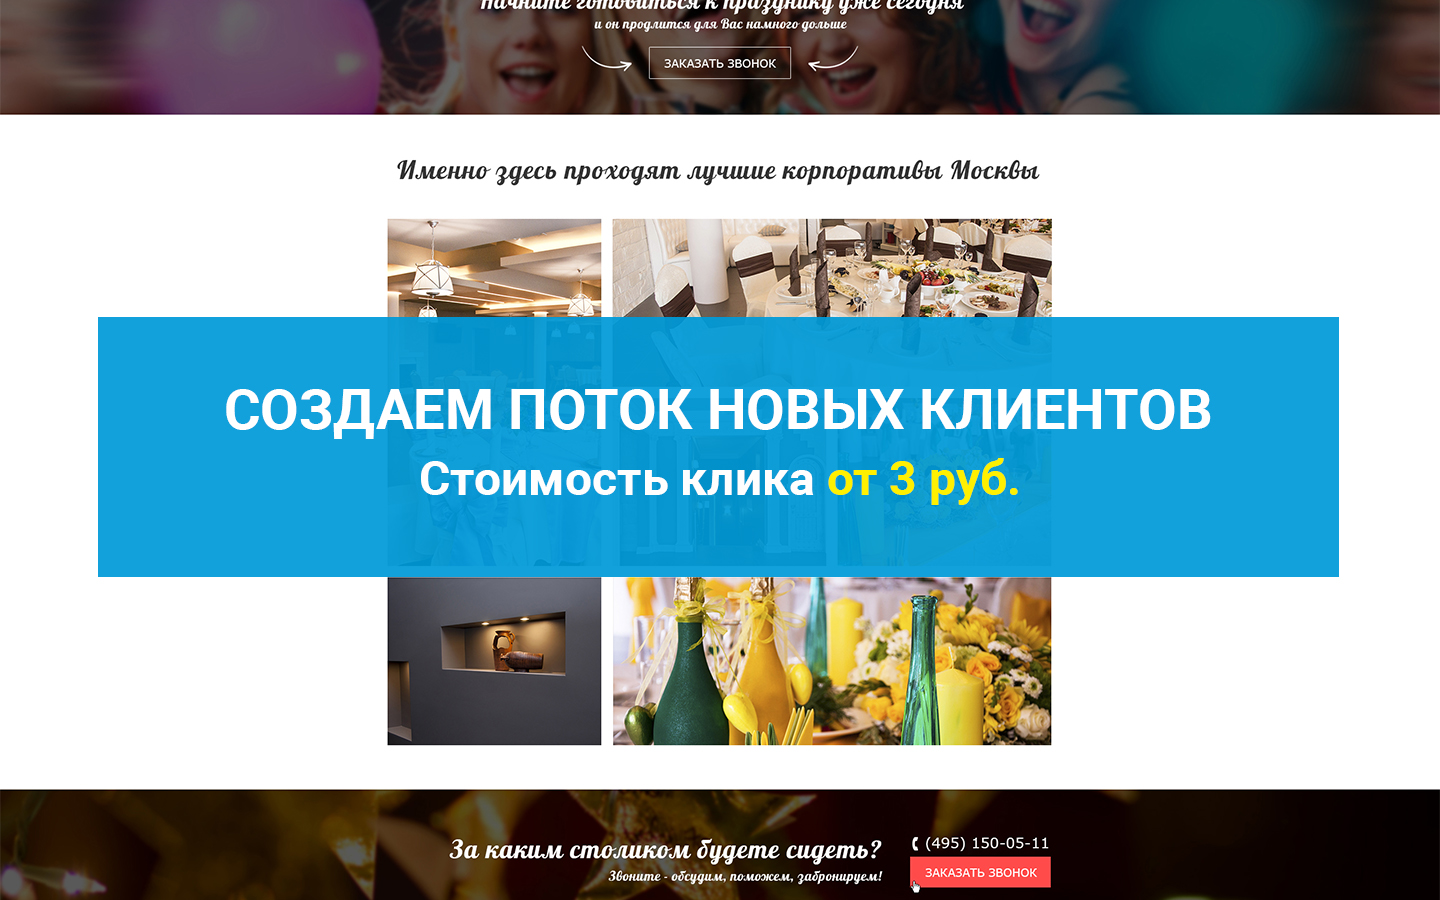 Начните готовиться к празднику уже сегодня
и он продлится для Вас намного дольше
ЗАКАЗАТЬ ЗВОНОК
Именно здесь проходят лучшие корпоративы Москвы
СОЗДАЕМ ПОТОК НОВЫХ КЛИЕНТОВ
Стоимость клика от 3 руб.
За каким столиком будете сидеть?
Звоните - обсудим, поможем, забронируем!
(495) 150-05-11
ЗАКАЗАТЬ ЗВОНОК